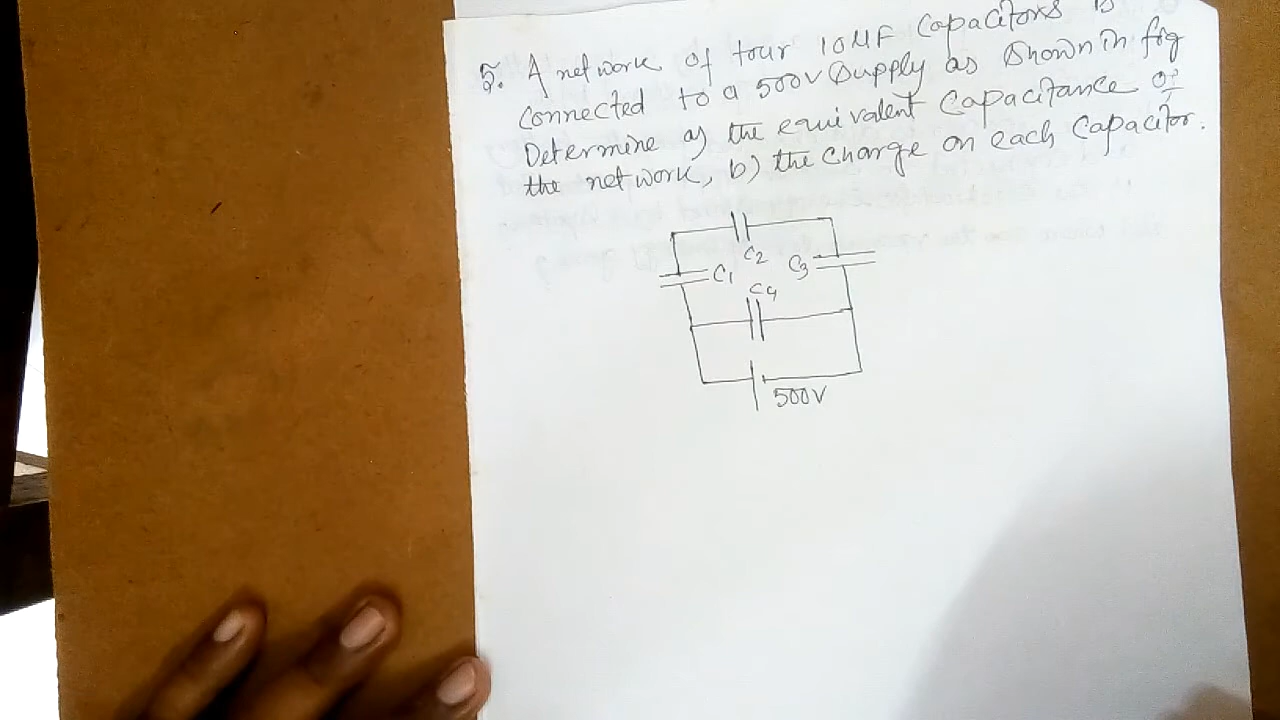 5. A network of four 10μF Capacitors is
connected to a 500V Supply as shown in fig
Determine a) the equivalent Capacitance of
the network, b) the charge on each Capacitor.
C2
C1
C3
C4
500V